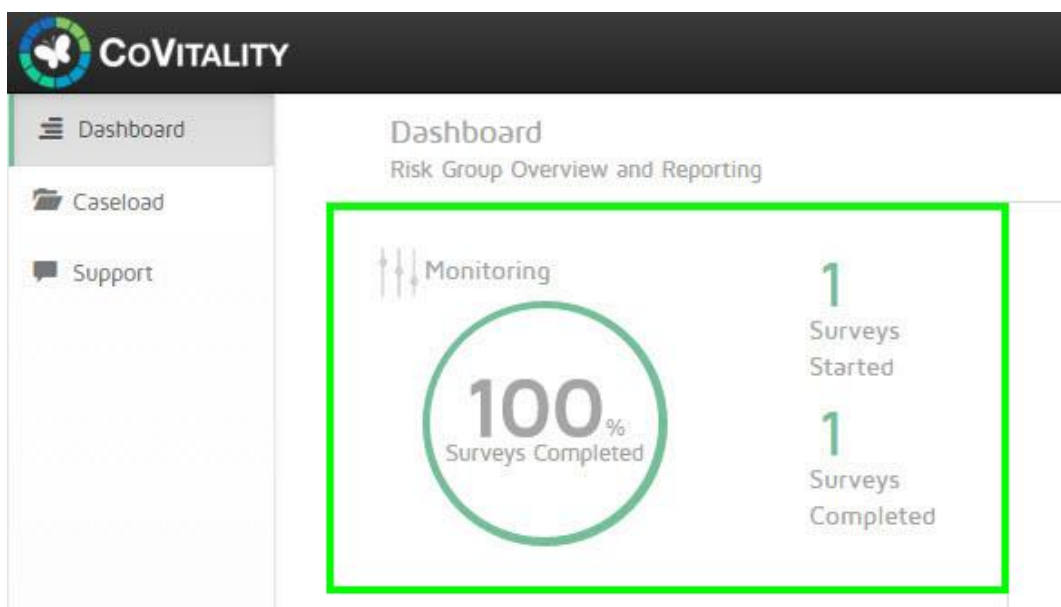 CoVitality
Dashboard
Caseload
Support
Dashboard
Risk Group Overview and Reporting
Monitoring
100%
Surveys Completed
1
Surveys
Started
1
Surveys
Completed